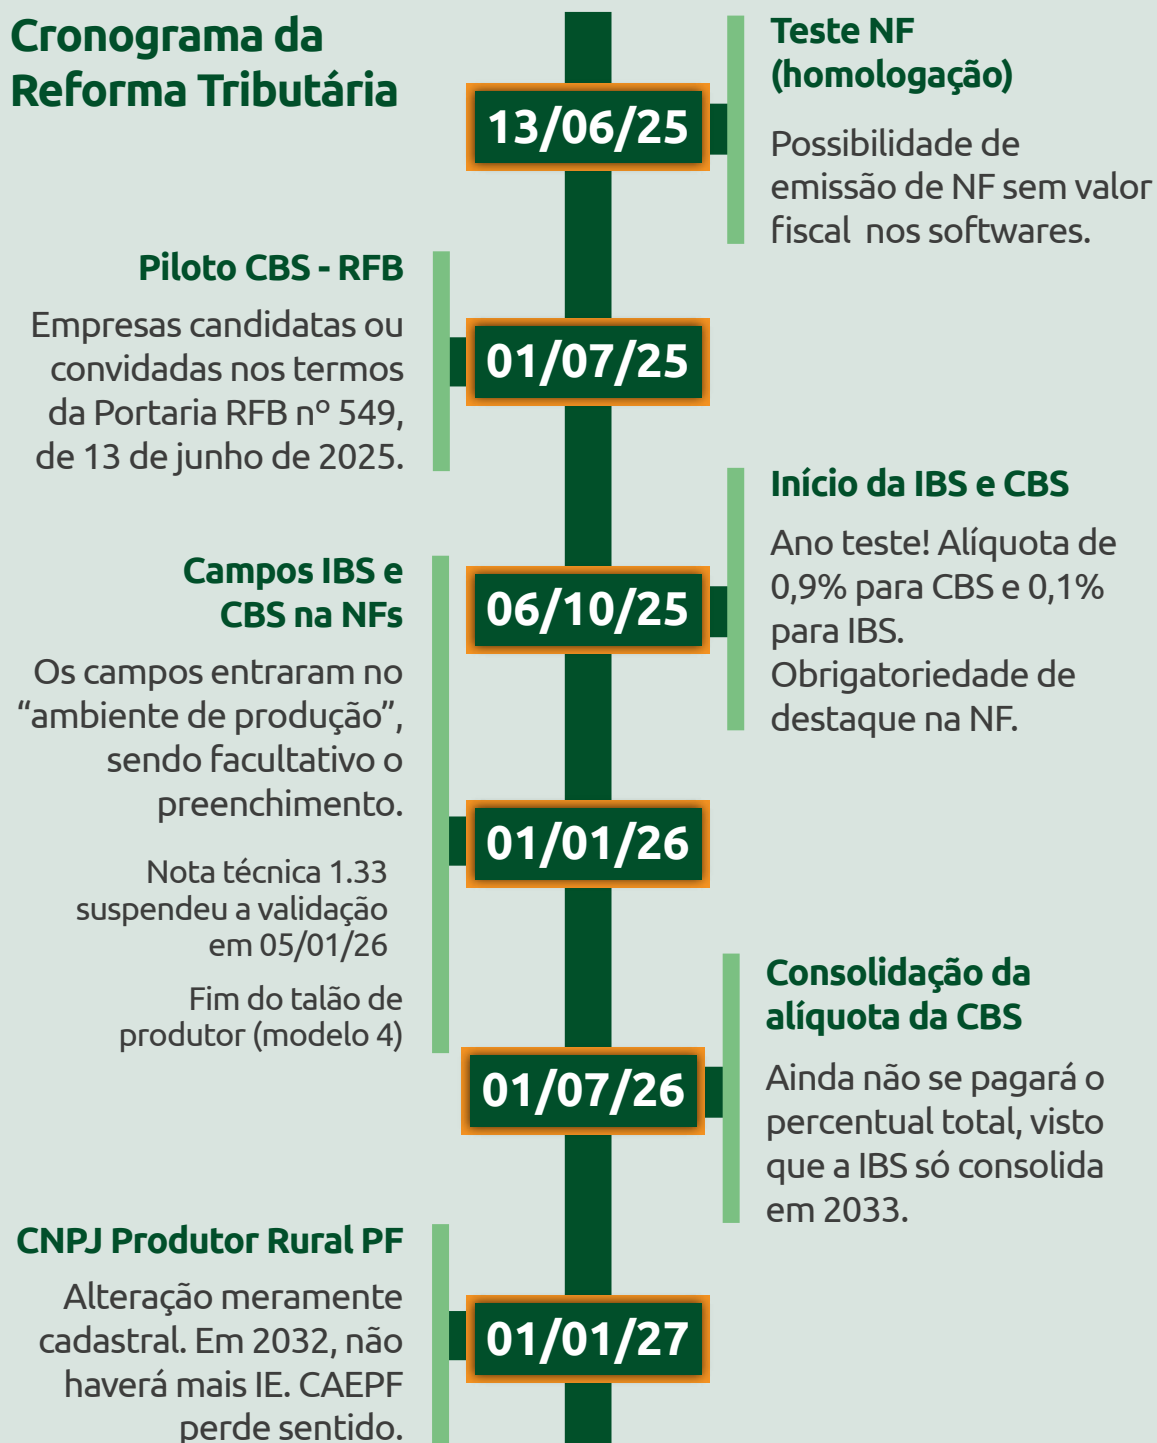 Cronograma da
Reforma Tributária
13/06/25
Teste NF
(homologação)
Possibilidade de
emissão de NF sem valor
fiscal nos softwares.
Piloto CBS - RFB
Empresas candidatas ou
convidadas nos termos
da Portaria RFB nº 549,
de 13 de junho de 2025.
01/07/25
06/10/25
Início da IBS e CBS
Ano teste! Alíquota de
0,9% para CBS e 0,1%
para IBS.
Obrigatoriedade de
destaque na NF.
Campos IBS e
CBS na NFs
Os campos entraram no
“ambiente de produção”,
sendo facultativo o
preenchimento.
Nota técnica 1.33
suspendeu a validação
em 05/01/26
Fim do talão de
produtor (modelo 4)
01/01/26
01/07/26
Consolidação da
alíquota da CBS
Ainda não se pagará o
percentual total, visto
que a IBS só consolida
em 2033.
CNPJ Produtor Rural PF
Alteração meramente
cadastral. Em 2032, não
haverá mais IE. CAEPF
perde sentido.
01/01/27